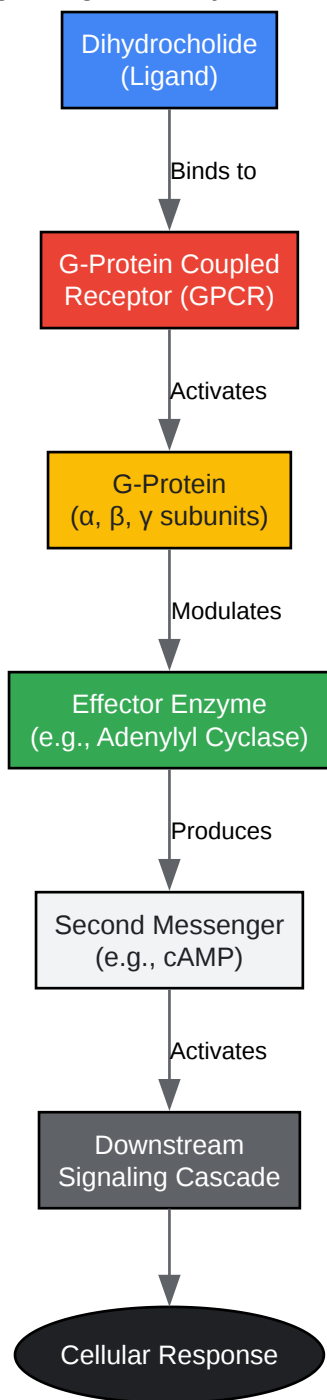 Dihydrocholide
(Ligand)
Binds to
G-Protein Coupled
Receptor (GPCR)
Activates
G-Protein
(α, β, γ subunits)
Modulates
Effector Enzyme
(e.g., Adenylyl Cyclase)
Produces
Second Messenger
(e.g., cAMP)
Activates
Downstream
Signaling Cascade
Cellular Response